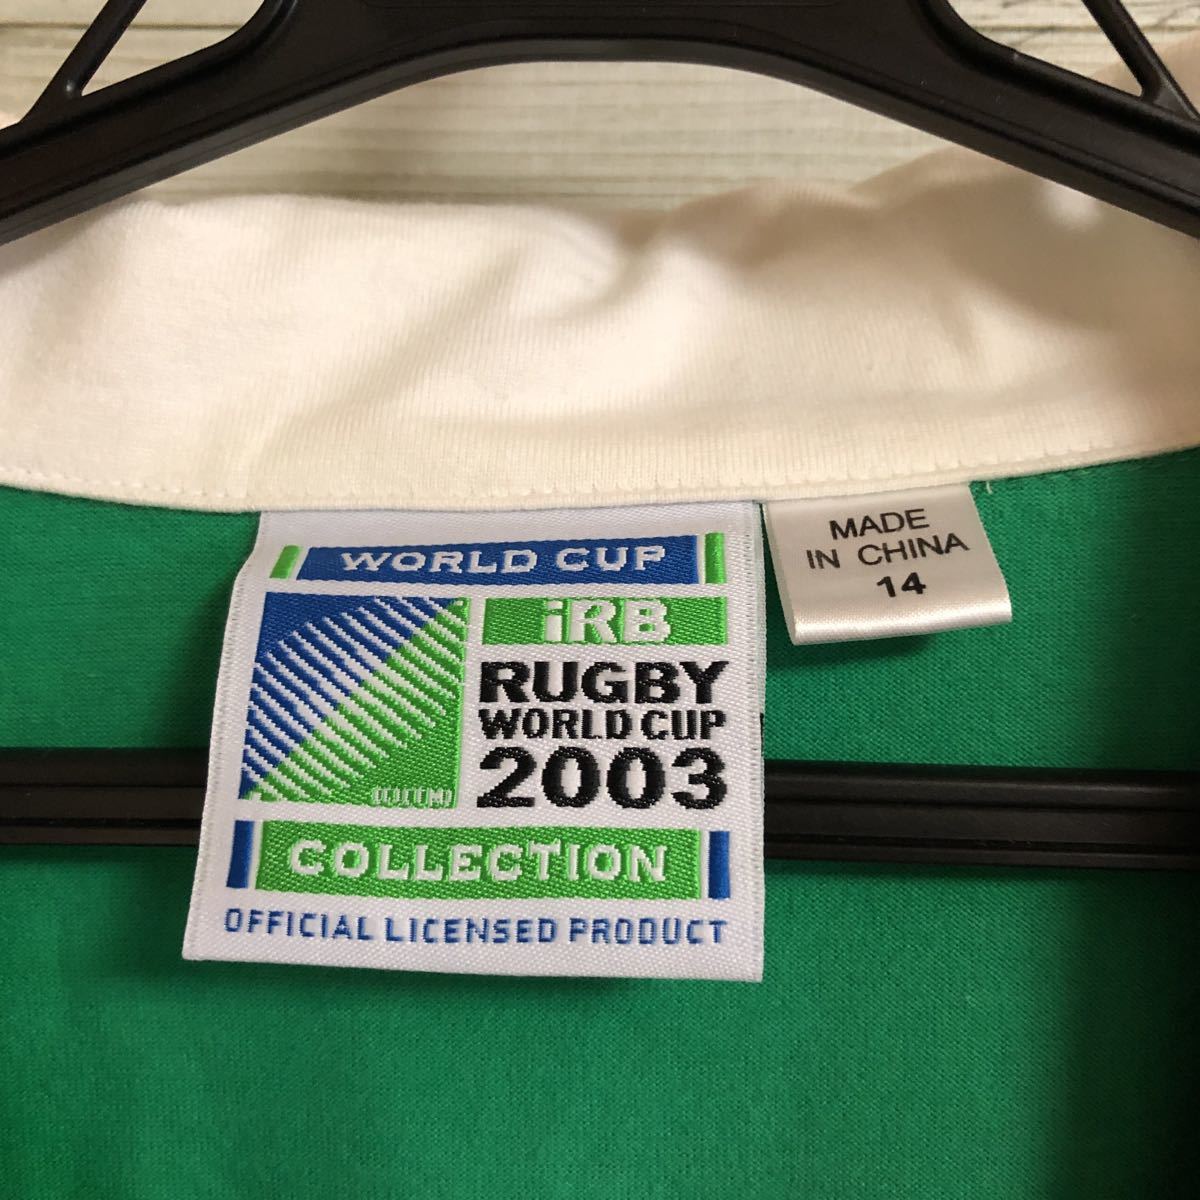 WORLD CUP
iRB
RUGBY
WORLD CUP
2003
COLLECTION
OFFICIAL LICENSED PRODUCT
MADE
IN CHINA
14